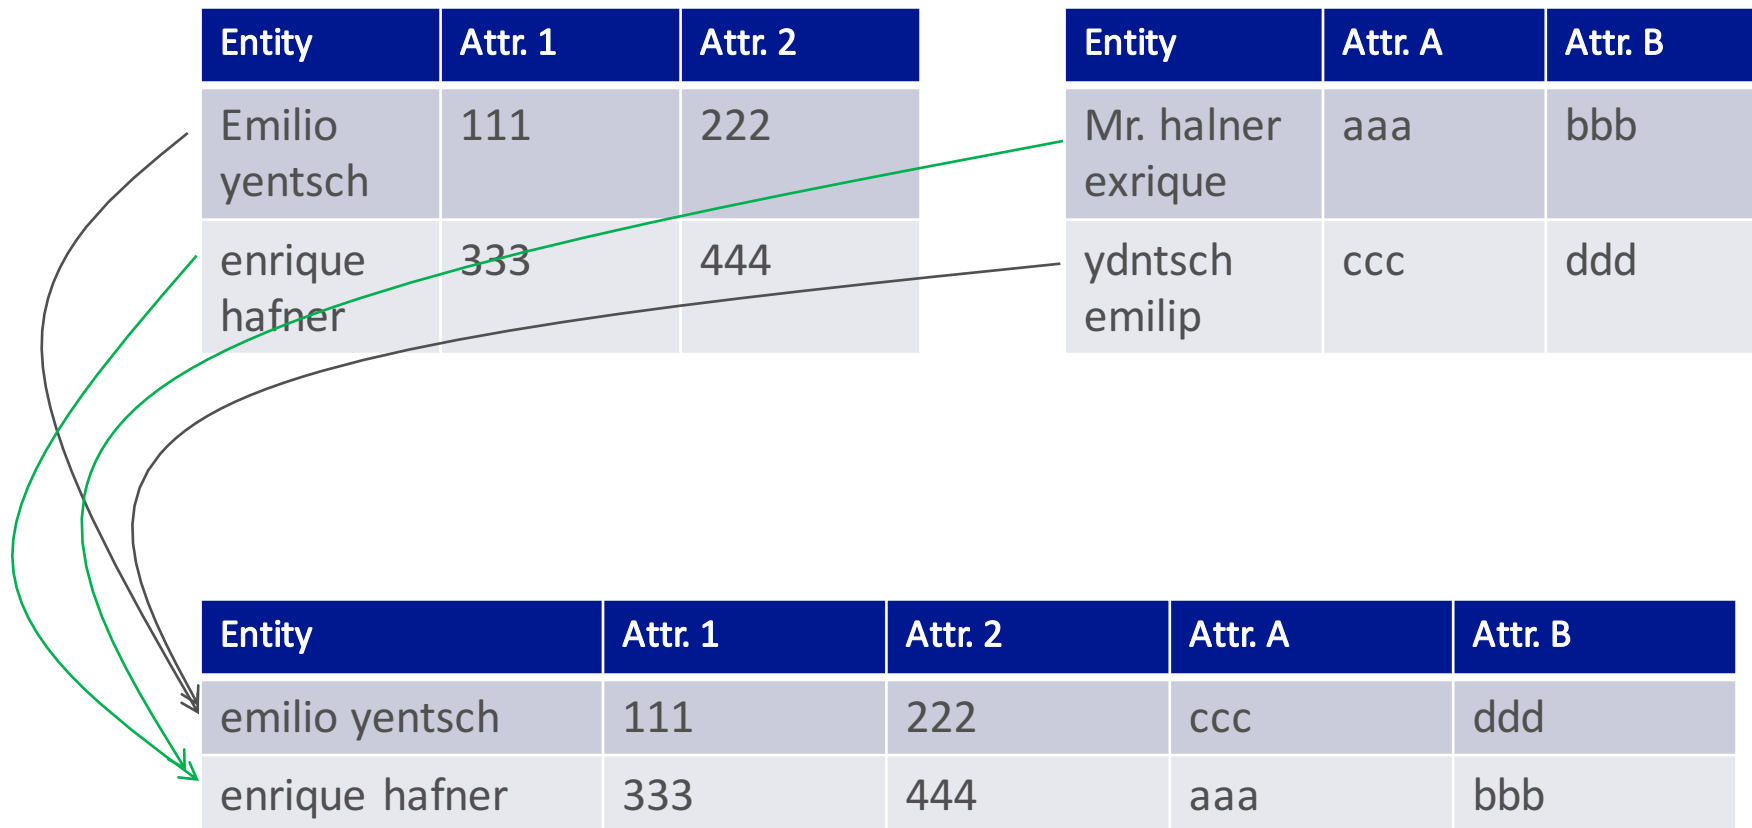 Entity Attr. 1 Attr. 2
Emilio 111 222
yentsch
enrique 333 444
hafner
Entity Attr. A Attr. B
Mr. halner aaa bbb
exrique
ydntsch ccc ddd
emilip
Entity Attr. 1 Attr. 2 Attr. A Attr. B
emilio yentsch 111 222 ccc ddd
enrique hafner 333 444 aaa bbb